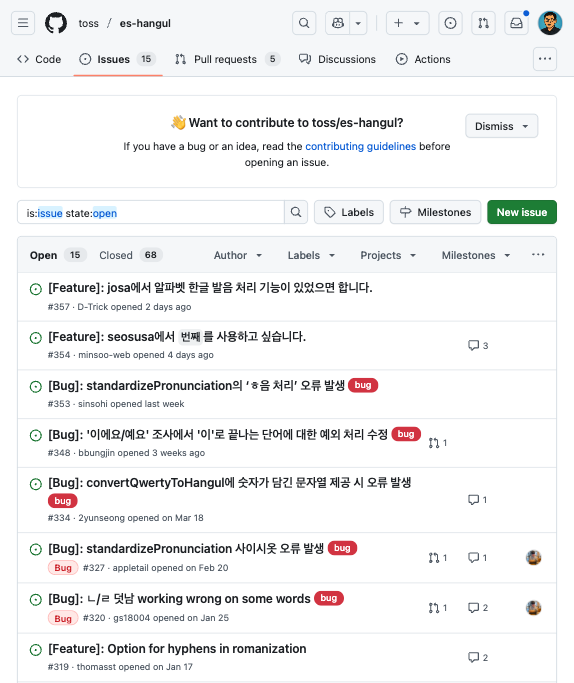 toss / es-hangul
Code Issues 15 Pull requests 5 Discussions Actions
👋 Want to contribute to toss/es-hangul?
Dismiss
If you have a bug or an idea, read the contributing guidelines before
opening an issue.
is:issue state:open
Labels
Milestones
New issue
Open 15 Closed 68 Author Labels Projects Milestones
[Feature]: josa에서 알파벳 한글 발음 처리 기능이 있었으면 합니다.
#357 · D-Trick opened 2 days ago
[Feature]: seosusa에서 번째 를 사용하고 싶습니다.
#354 · minsoo-web opened 4 days ago
3
[Bug]: standardizePronunciation의 ‘ㅎ음 처리’ 오류 발생 bug
#353 · sinsohi opened last week
[Bug]: '이에요/예요' 조사에서 '이'로 끝나는 단어에 대한 예외 처리 수정 bug
#348 · bbungjin opened 3 weeks ago
1
[Bug]: convertQwertyToHangul에 숫자가 담긴 문자열 제공 시 오류 발생
bug
#334 · 2yunseong opened on Mar 18
1
[Bug]: standardizePronunciation 사이시옷 오류 발생 bug
Bug #327 · appletail opened on Feb 20
1 1
[Bug]: ㄴ/ㄹ 덧남 working wrong on some words bug
Bug #320 · gs18004 opened on Jan 25
1 2
[Feature]: Option for hyphens in romanization
#319 · thomasst opened on Jan 17
2